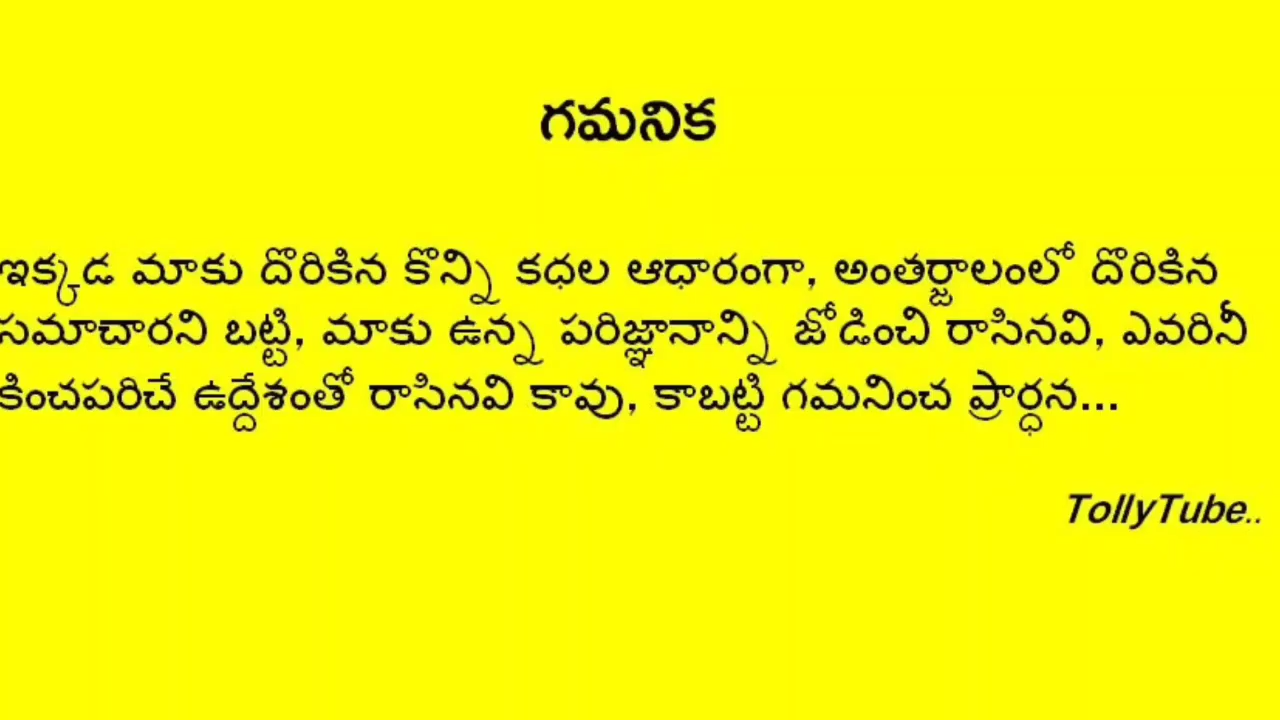 గమనిక
ఇక్కడ మాకు దొరికిన కొన్ని కధల ఆధారంగా, అంతర్జాలంలో దొరికిన
సమాచారని బట్టి, మాకు ఉన్న పరిజ్ఞానాన్ని జోడించి రాసినవి, ఎవరినీ
కించపరిచే ఉద్దేశంతో రాసినవి కావు, కాబట్టి గమనించ ప్రార్ధన...
TollyTube..